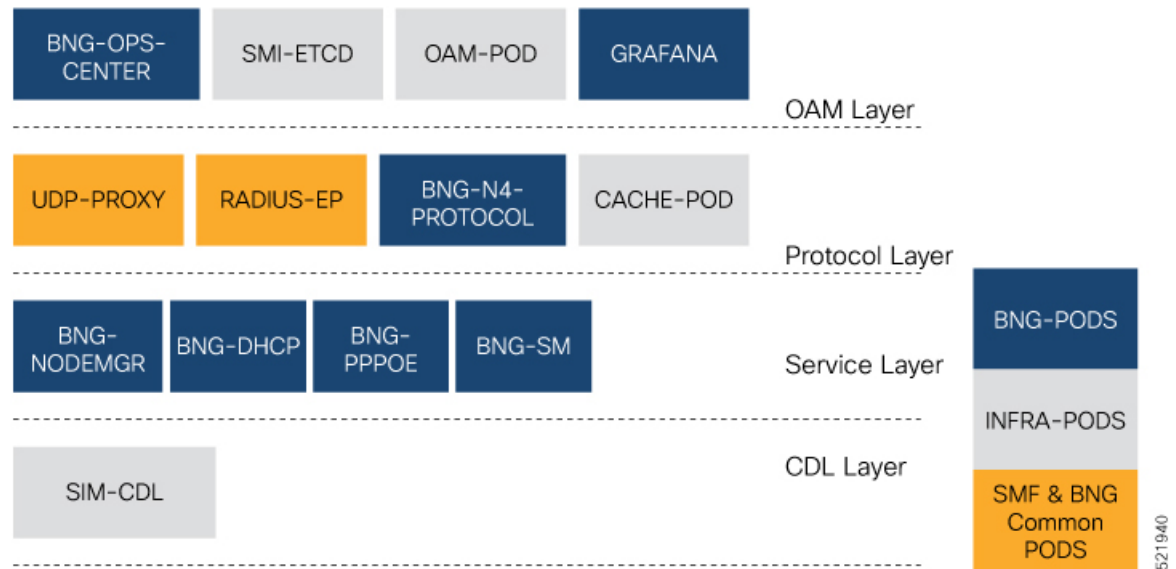 BNG-OPS-
CENTER
SMI-ETCD
OAM-POD
GRAFANA
OAM Layer
UDP-PROXY
RADIUS-EP
BNG-N4-
PROTOCOL
CACHE-POD
Protocol Layer
BNG-
NODEMGR
BNG-DHCP
BNG-
PPPOE
BNG-SM
Service Layer
SIM-CDL
CDL Layer
BNG-PODS
INFRA-PODS
SMF & BNG
Common
PODS
521940